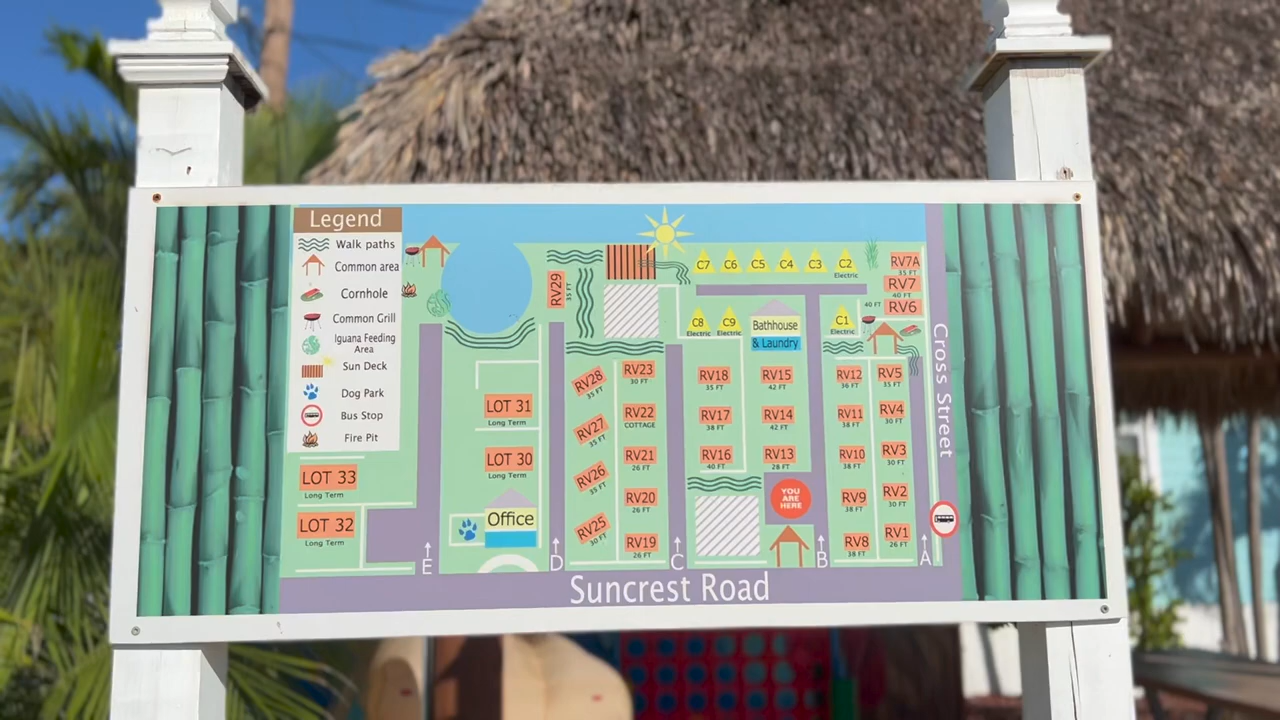 Legend
Walk paths
Common area
Cornhole
Common Grill
Iguana Feeding
Area
Sun Deck
Dog Park
Bus Stop
Fire Pit
LOT 33
Long Term
LOT 32
Long Term
LOT 31
Long Term
LOT 30
Long Term
Office
RV29
35 FT
RV28
35 FT
RV27
35 FT
RV26
35 FT
RV25
30 FT
RV23
30 FT
RV22
COTTAGE
RV21
26 FT
RV20
26 FT
RV19
26 FT
C7 C6 C5 C4 C3 C2
Electric
C8 C9
Electric Electric
Bathhouse
& Laundry
C1
Electric
RV18
35 FT
RV17
38 FT
RV16
40 FT
RV15
42 FT
RV14
42 FT
RV13
28 FT
YOU
ARE
HERE
RV12
36 FT
RV11
38 FT
RV10
38 FT
RV9
38 FT
RV8
38 FT
RV7A
35 FT
RV7
40 FT
40 FT RV6
RV5
35 FT
RV4
30 FT
RV3
30 FT
RV2
30 FT
RV1
26 FT
Cross Street
E D C B A
Suncrest Road